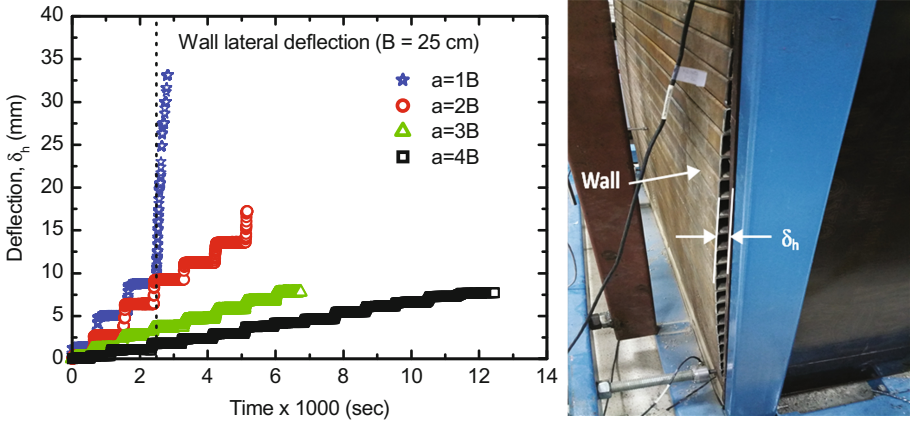 40
35
30
25
20
15
10
5
0
Deflection, δh (mm)
Wall lateral deflection (B = 25 cm)
a=1B
a=2B
a=3B
a=4B
0 2 4 6 8 10 12 14
Time x 1000 (sec)
Wall
δh